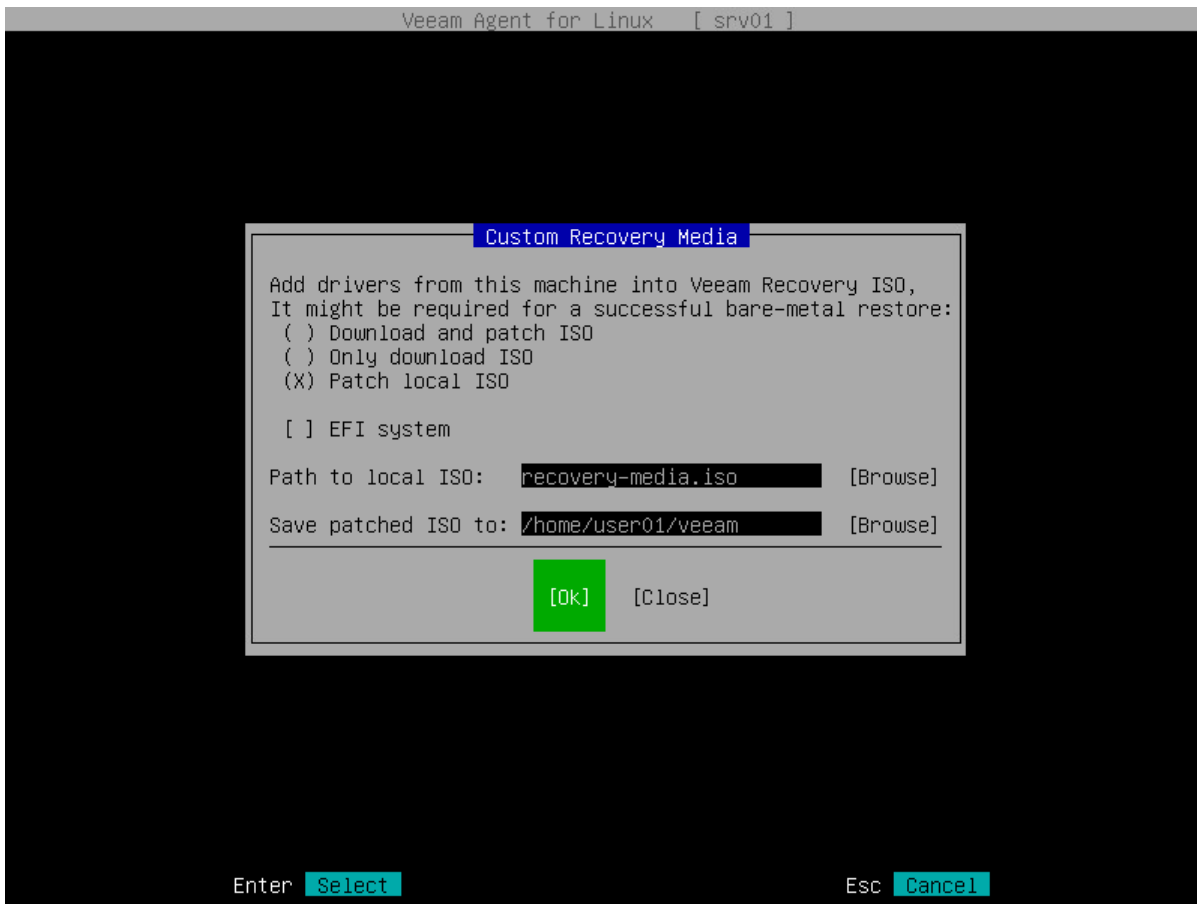 Veeam Agent for Linux [ srv01 ]
Custom Recovery Media
Add drivers from this machine into Veeam Recovery ISO,
It might be required for a successful bare-metal restore:
( ) Download and patch ISO
( ) Only download ISO
(X) Patch local ISO
[ ] EFI system
Path to local ISO: recovery-media.iso [Browse]
Save patched ISO to: /home/user01/veeam [Browse]
[Ok] [Close]
Enter Select Esc Cancel